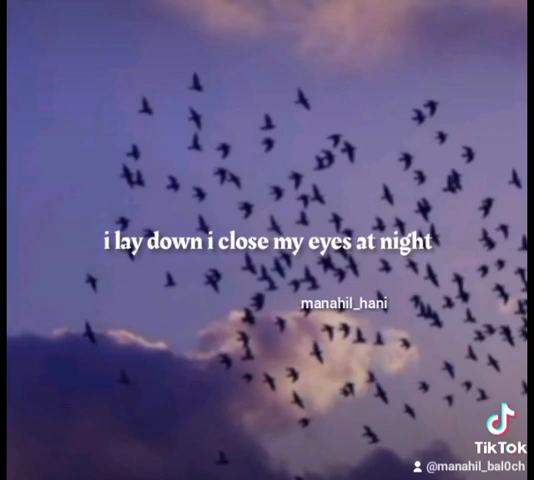 i lay down i close my eyes at night
manahil_hani
TikTok
@manahil_bal0ch